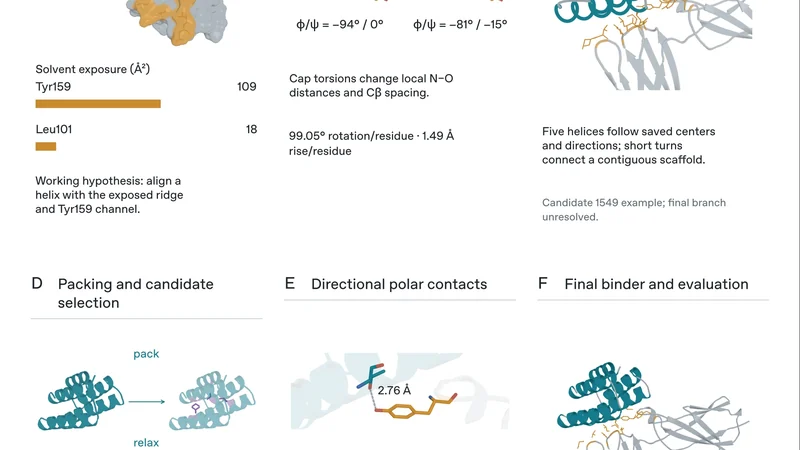 Solvent exposure (Å²)
Tyr159 109
Leu101 18
Working hypothesis: align a
helix with the exposed ridge
and Tyr159 channel.
ϕ/ψ = −94° / 0° ϕ/ψ = −81° / −15°
Cap torsions change local N–O
distances and Cβ spacing.
99.05° rotation/residue · 1.49 Å
rise/residue
Five helices follow saved centers
and directions; short turns
connect a contiguous scaffold.
Candidate 1549 example; final branch
unresolved.
D Packing and candidate
selection
pack
relax
E Directional polar contacts
2.76 Å
F Final binder and evaluation